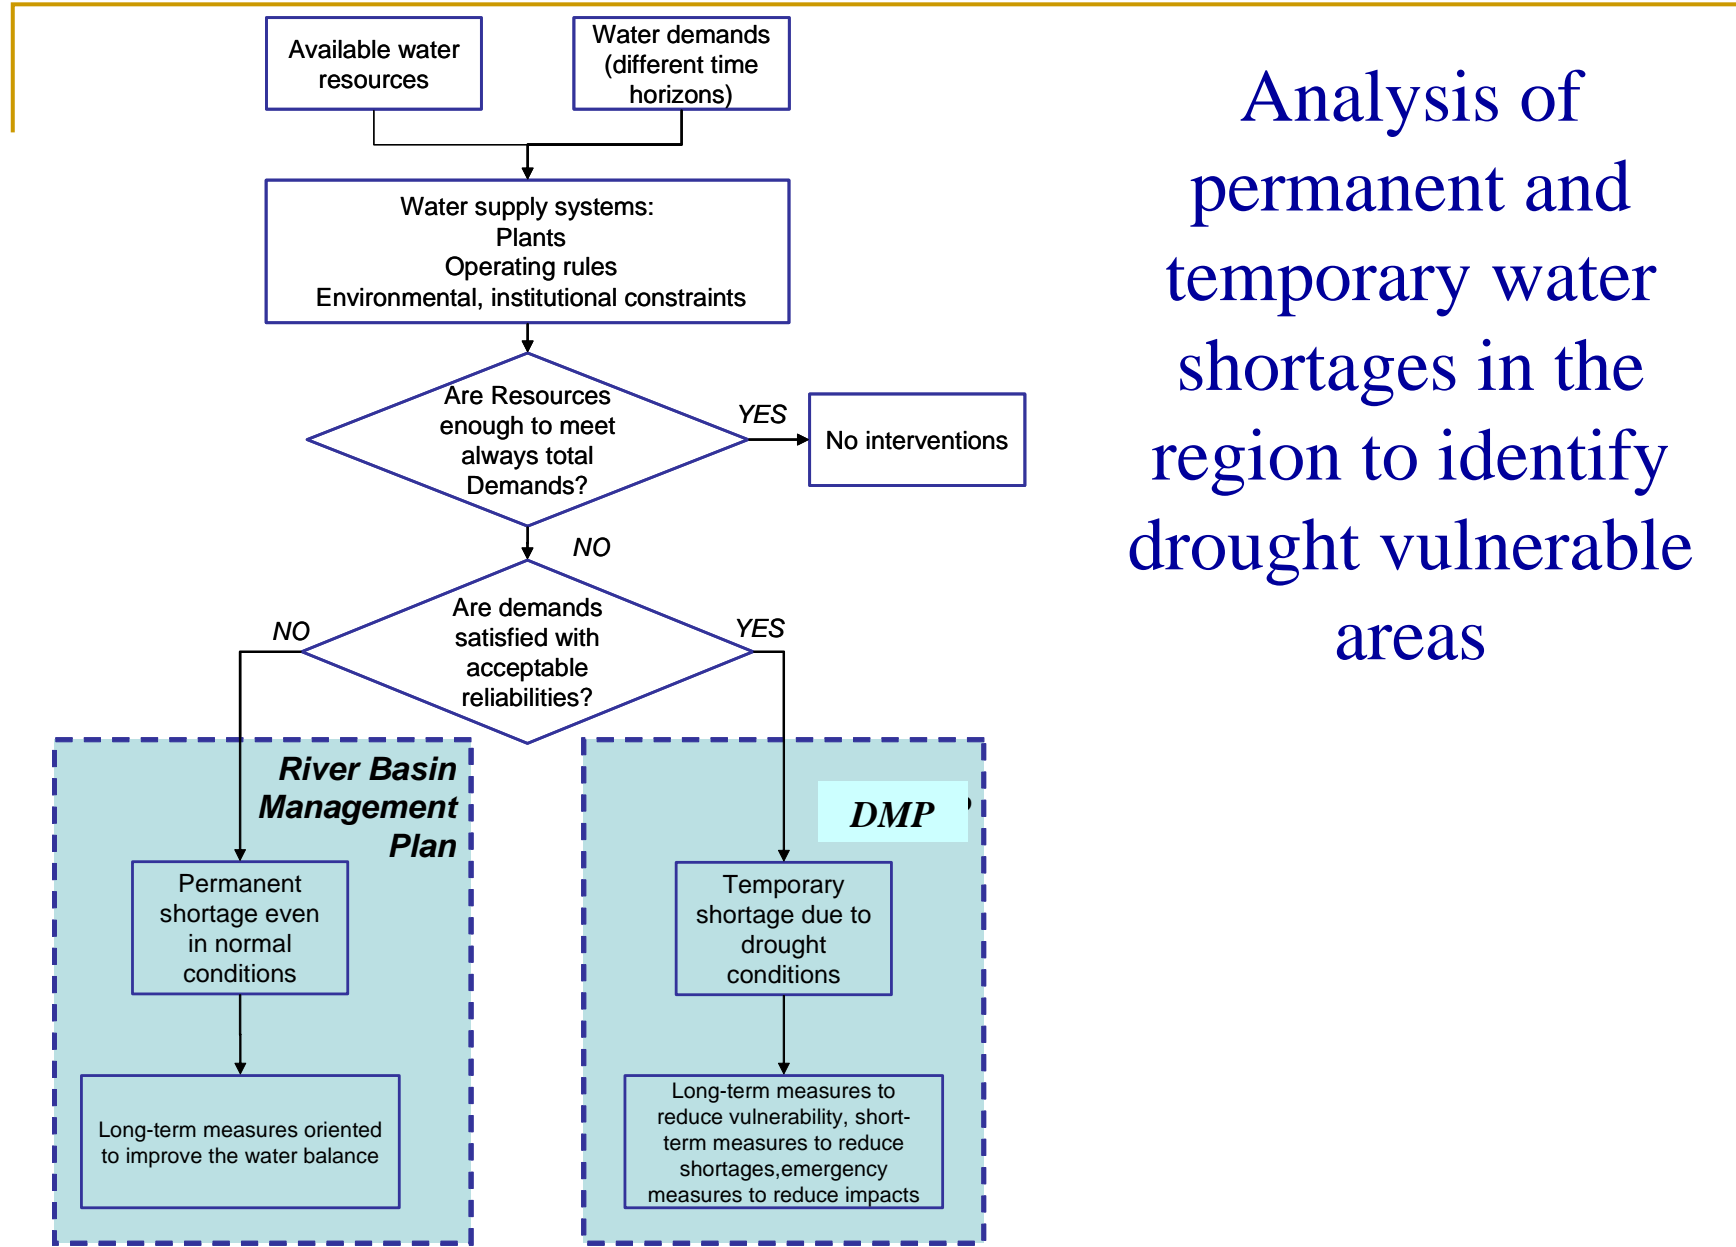 Available water
resources
Water demands
(different time
horizons)
Water supply systems:
Plants
Operating rules
Environmental, institutional constraints
Are Resources
enough to meet
always total
Demands?
YES
No interventions
NO
Are demands
satisfied with
acceptable
reliabilities?
NO
YES
River Basin
Management
Plan
DMP
Permanent
shortage even
in normal
conditions
Temporary
shortage due to
drought
conditions
Long-term measures oriented
to improve the water balance
Long-term measures to
reduce vulnerability, short-
term measures to reduce
shortages,emergency
measures to reduce impacts
Analysis of
permanent and
temporary water
shortages in the
region to identify
drought vulnerable
areas